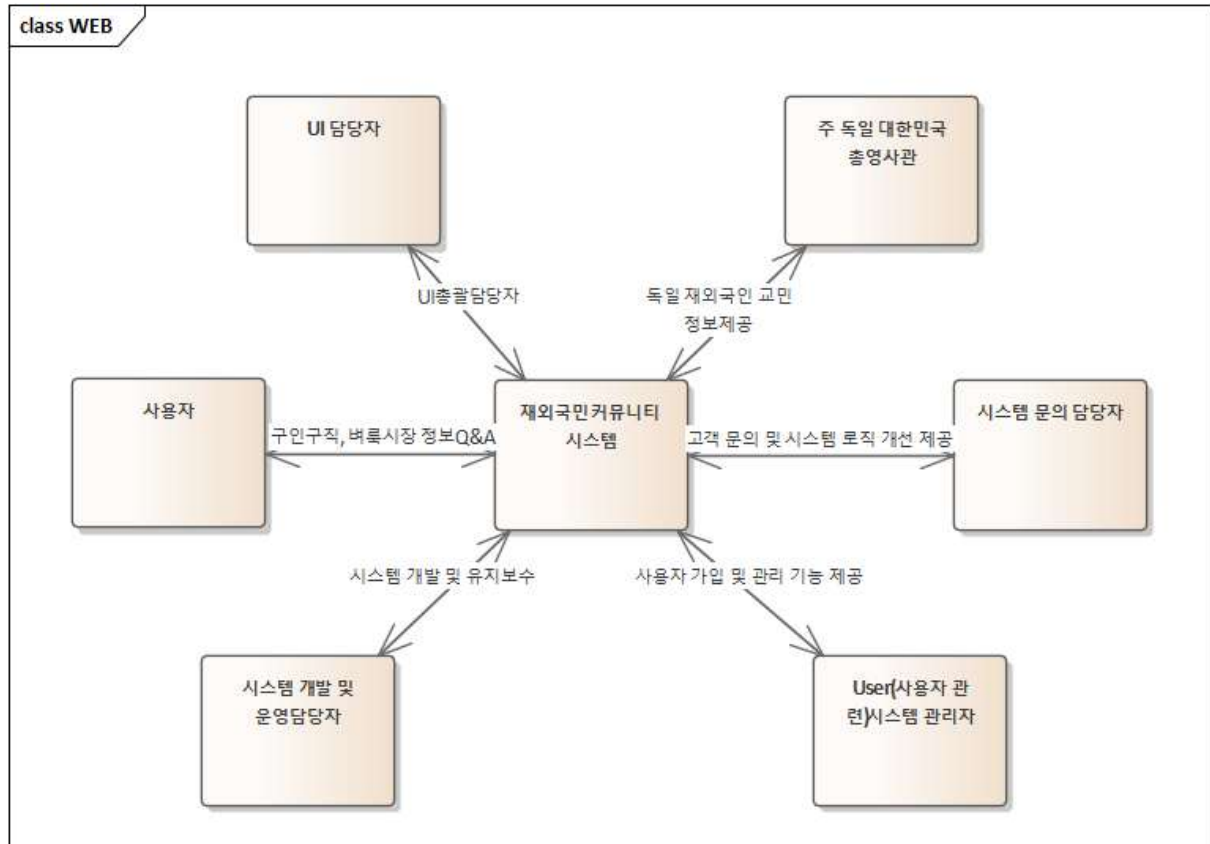 class WEB
UI 담당자
주 독일 대한민국
총영사관
UI총괄담당자
독일 재외국인 교민
정보제공
사용자
재외국민커뮤니티
시스템
시스템 문의 담당자
구인구직, 벼룩시장 정보Q&A
고객 문의 및 시스템 로직 개선 제공
시스템 개발 및 유지보수
사용자 가입 및 관리 기능 제공
시스템 개발 및
운영담당자
User(사용자 관
련)시스템 관리자